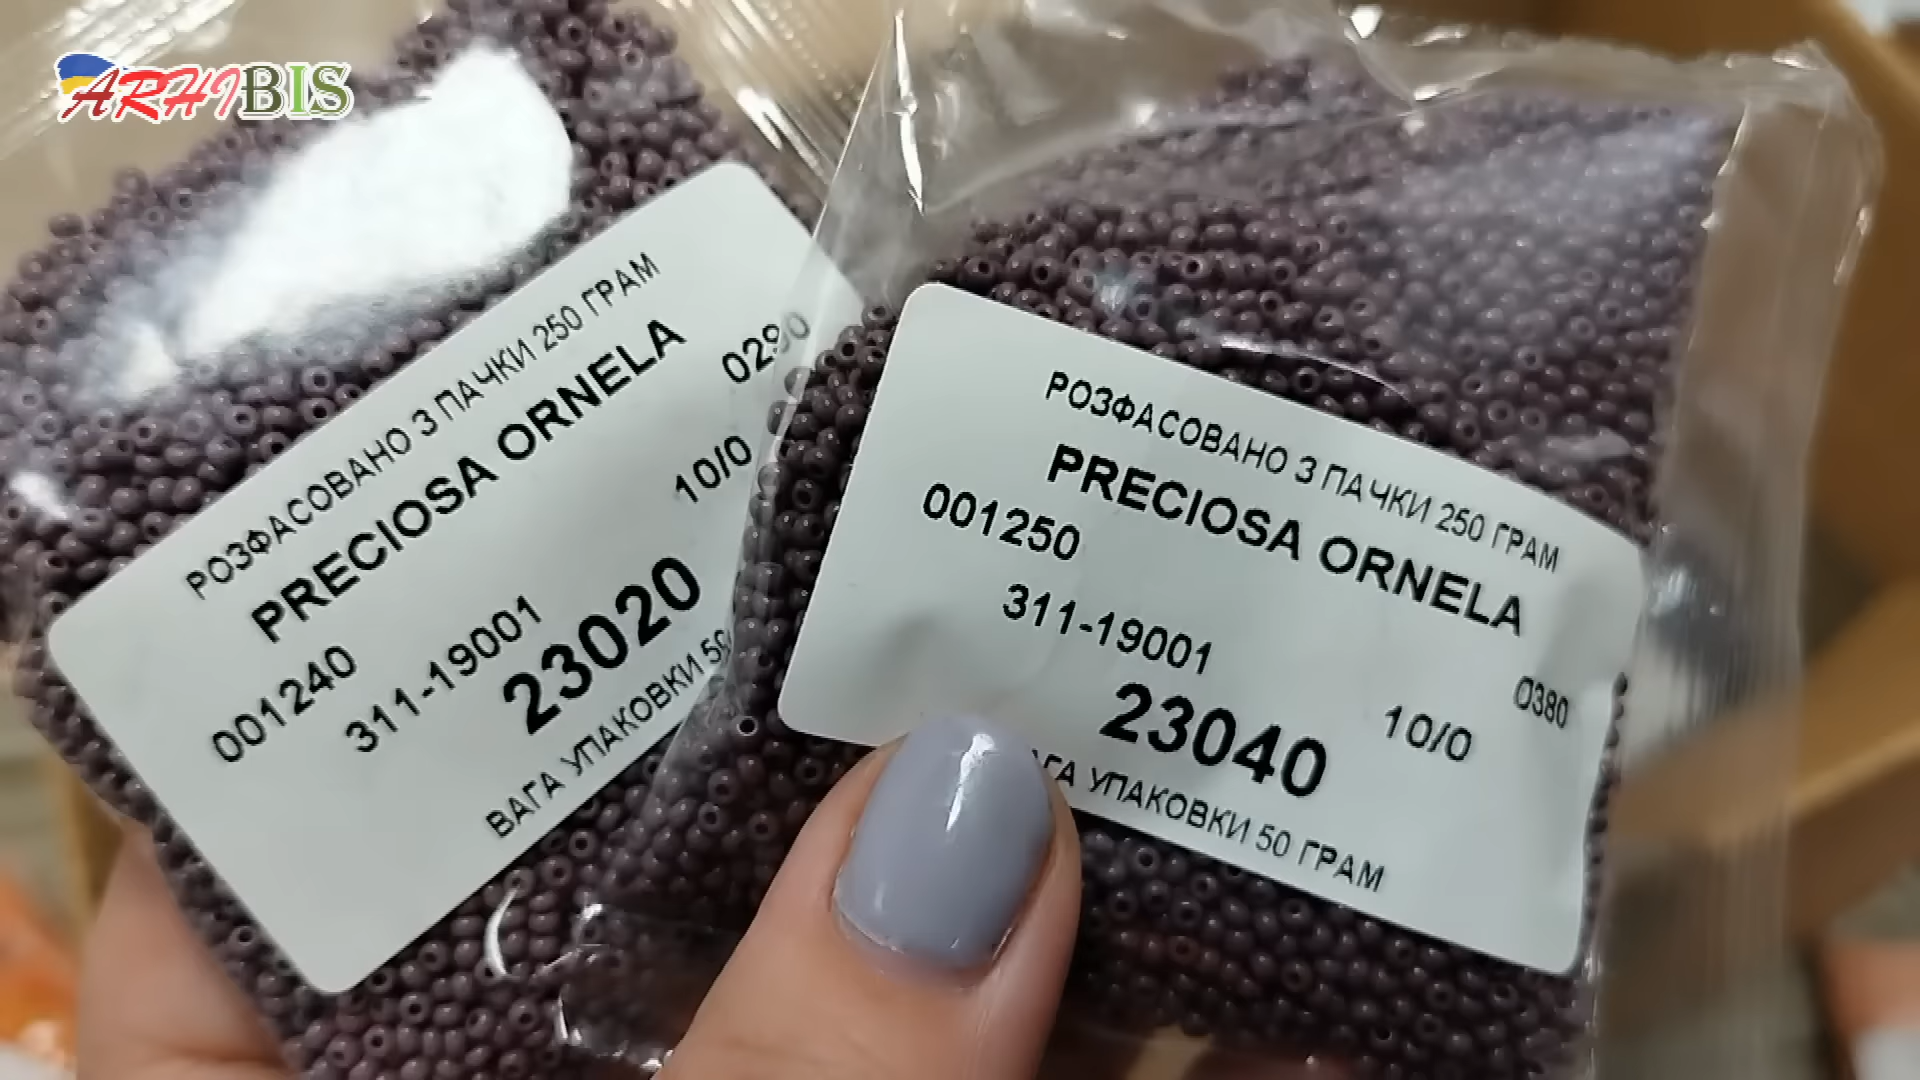 ARHIBIS
РОЗФАСОВАНО З ПАЧКИ 250 ГРАМ
PRECIOSA ORNELA
001240
0290
311-19001
10/0
23020
ВАГА УПАКОВКИ
РОЗФАСОВАНО З ПАЧКИ 250 ГРАМ
PRECIOSA ORNELA
001250
311-19001
0380
23040
10/0
УПАКОВКИ 50 ГРАМ